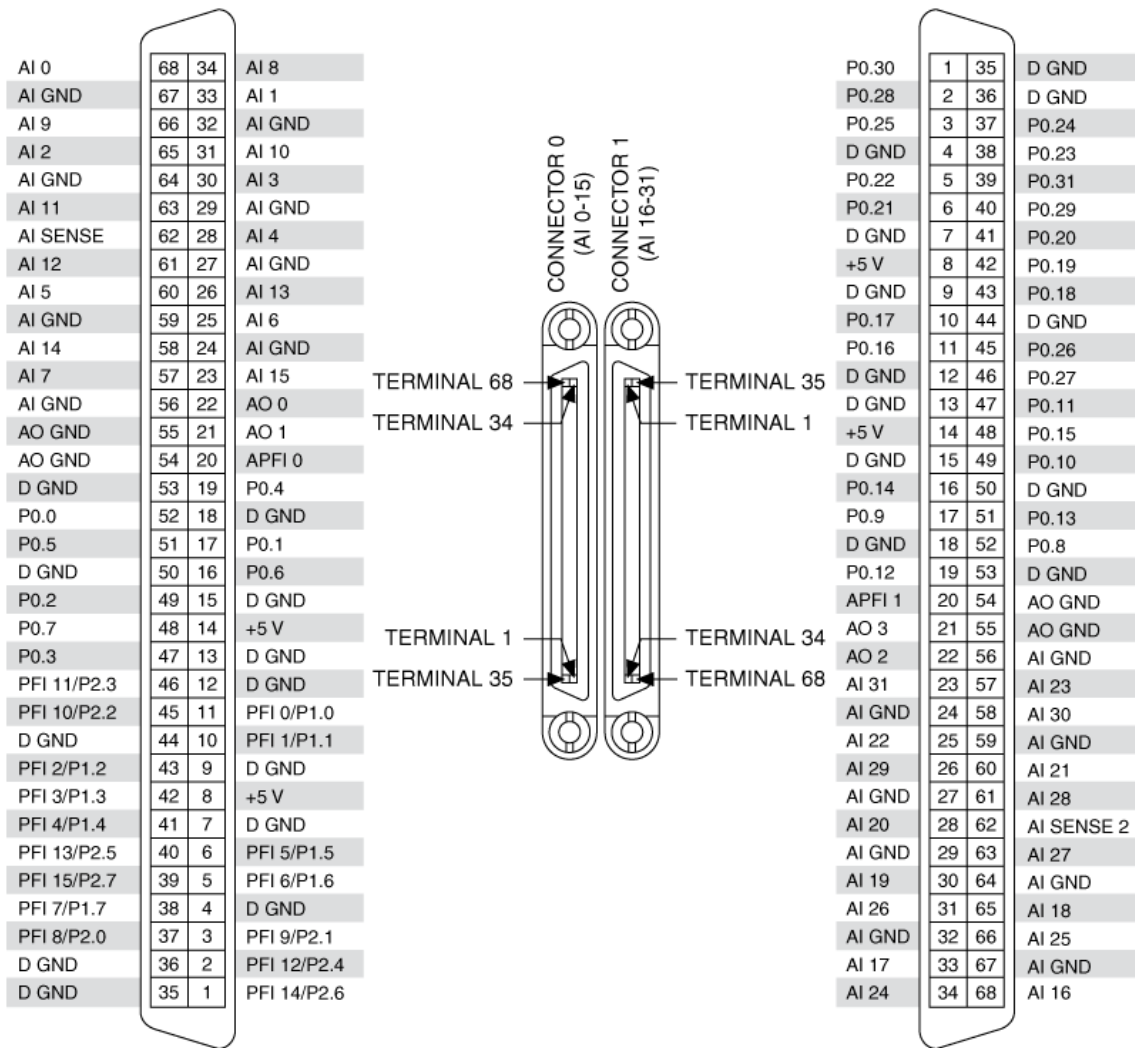 AI 0 68 34 AI 8
AI GND 67 33 AI 1
AI 9 66 32 AI GND
AI 2 65 31 AI 10
AI GND 64 30 AI 3
AI 11 63 29 AI GND
AI SENSE 62 28 AI 4
AI 12 61 27 AI GND
AI 5 60 26 AI 13
AI GND 59 25 AI 6
AI 14 58 24 AI GND
AI 7 57 23 AI 15
AI GND 56 22 AO 0
AO GND 55 21 AO 1
AO GND 54 20 APFI 0
D GND 53 19 P0.4
P0.0 52 18 D GND
P0.5 51 17 P0.1
D GND 50 16 P0.6
P0.2 49 15 D GND
P0.7 48 14 +5 V
P0.3 47 13 D GND
PFI 11/P2.3 46 12 D GND
PFI 10/P2.2 45 11 PFI 0/P1.0
D GND 44 10 PFI 1/P1.1
PFI 2/P1.2 43 9 D GND
PFI 3/P1.3 42 8 +5 V
PFI 4/P1.4 41 7 D GND
PFI 13/P2.5 40 6 PFI 5/P1.5
PFI 15/P2.7 39 5 PFI 6/P1.6
PFI 7/P1.7 38 4 D GND
PFI 8/P2.0 37 3 PFI 9/P2.1
D GND 36 2 PFI 12/P2.4
D GND 35 1 PFI 14/P2.6
CONNECTOR 0
(AI 0-15)
CONNECTOR 1
(AI 16-31)
TERMINAL 68
TERMINAL 34
TERMINAL 35
TERMINAL 1
TERMINAL 1
TERMINAL 35
TERMINAL 34
TERMINAL 68
P0.30 1 35 D GND
P0.28 2 36 D GND
P0.25 3 37 P0.24
D GND 4 38 P0.23
P0.22 5 39 P0.31
P0.21 6 40 P0.29
D GND 7 41 P0.20
+5 V 8 42 P0.19
D GND 9 43 P0.18
P0.17 10 44 D GND
P0.16 11 45 P0.26
D GND 12 46 P0.27
D GND 13 47 P0.11
+5 V 14 48 P0.15
D GND 15 49 P0.10
P0.14 16 50 D GND
P0.9 17 51 P0.13
D GND 18 52 P0.8
P0.12 19 53 D GND
APFI 1 20 54 AO GND
AO 3 21 55 AO GND
AO 2 22 56 AI GND
AI 31 23 57 AI 23
AI GND 24 58 AI 30
AI 22 25 59 AI GND
AI 29 26 60 AI 21
AI GND 27 61 AI 28
AI 20 28 62 AI SENSE 2
AI GND 29 63 AI 27
AI 19 30 64 AI GND
AI 26 31 65 AI 18
AI GND 32 66 AI 25
AI 17 33 67 AI GND
AI 24 34 68 AI 16